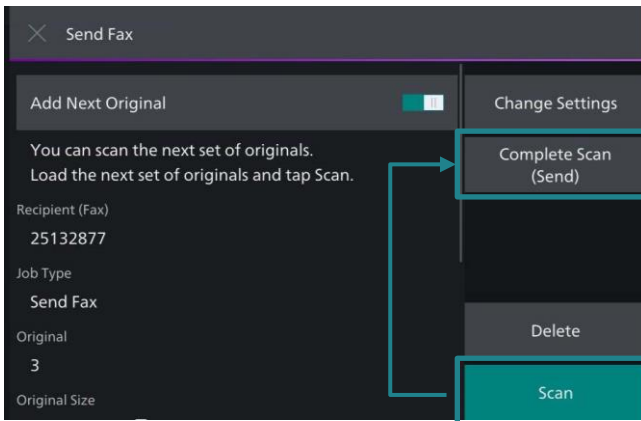 Send Fax
Add Next Original
You can scan the next set of originals.
Load the next set of originals and tap Scan.
Recipient (Fax)
25132877
Job Type
Send Fax
Original
3
Original Size
Change Settings
Complete Scan
(Send)
Delete
Scan